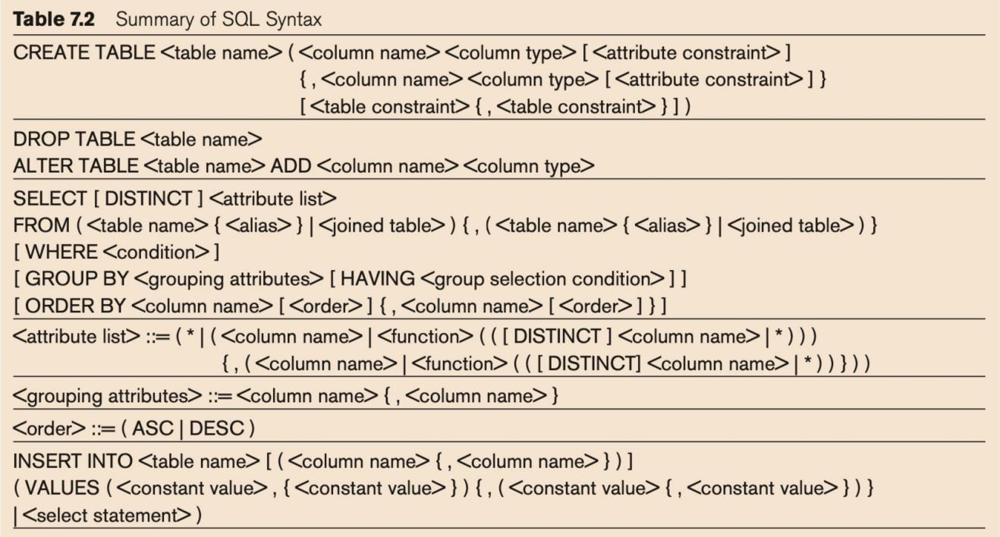 Table 7.2 Summary of SQL Syntax
CREATE TABLE <table name> ( <column name> <column type> [ <attribute constraint> ]
{ , <column name> <column type> [ <attribute constraint> ] }
[ <table constraint> { , <table constraint> } ] )
DROP TABLE <table name>
ALTER TABLE <table name> ADD <column name> <column type>
SELECT [ DISTINCT ] <attribute list>
FROM ( <table name> { <alias> } | <joined table> ) { , ( <table name> { <alias> } | <joined table> ) }
[ WHERE <condition> ]
[ GROUP BY <grouping attributes> [ HAVING <group selection condition> ] ]
[ ORDER BY <column name> [ <order> ] { , <column name> [ <order> ] } ]
<attribute list> ::= ( * | ( <column name> | <function> ( ( [ DISTINCT ] <column name> | * ) ) )
{ , ( <column name> | <function> ( ( [ DISTINCT] <column name> | * ) ) } ) )
<grouping attributes> ::= <column name> { , <column name> }
<order> ::= ( ASC | DESC )
INSERT INTO <table name> [ ( <column name> { , <column name> } ) ]
( VALUES ( <constant value> , { <constant value> } ) { , ( <constant value> { , <constant value> } ) }
| <select statement> )